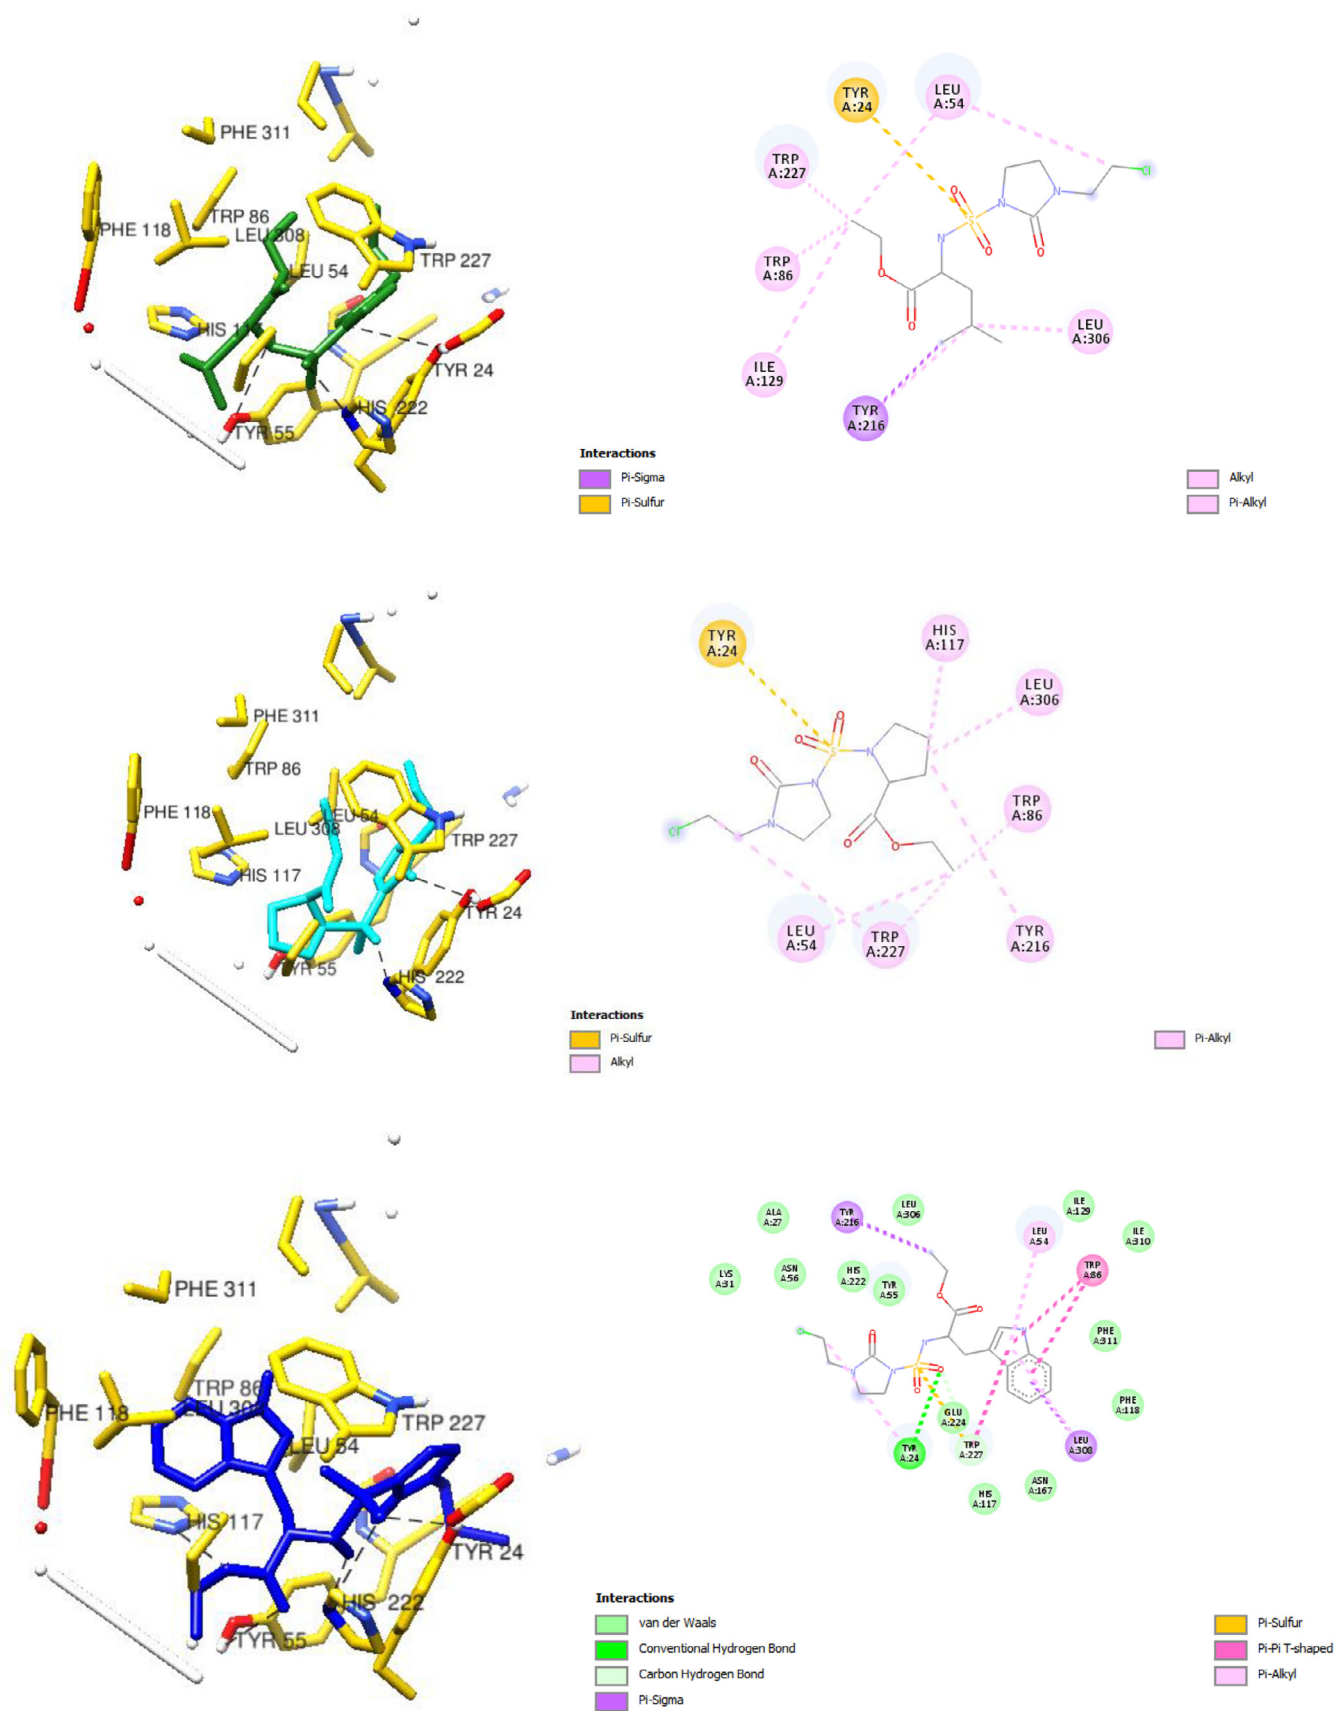 PHE 311
PHE 118
TRP 86
LEU 308
LEU 54
TRP 227
HIS 117
TYR 24
HIS 222
TYR 55
TYR
A:24
LEU
A:54
TRP
A:227
TRP
A:86
ILE
A:129
TYR
A:216
LEU
A:306
O
O
S
N
N
O
N
Cl
O
O
Interactions
Pi-Sigma
Pi-Sulfur
Alkyl
Pi-Alkyl
PHE 311
TRP 86
PHE 118
LEU 54
LEU 308
TRP 227
HIS 117
TYR 24
TYR 55
HIS 222
TYR
A:24
HIS
A:117
LEU
A:306
TRP
A:86
LEU
A:54
TRP
A:227
TYR
A:216
O
O
S
N
O
N
N
Cl
O
O
Interactions
Pi-Sulfur
Alkyl
Pi-Alkyl
PHE 311
TRP 86
PHE 118
TRP 227
LEU 54
HIS 117
TYR 24
HIS 222
TYR 55
ALA
A:27
TYR
A:216
LEU
A:306
LEU
A:54
ILE
A:129
ILE
A:310
LYS
A:31
ASN
A:56
HIS
A:222
TYR
A:55
TRP
A:86
PHE
A:311
PHE
A:118
GLU
A:224
TYR
A:24
TRP
A:227
LEU
A:308
HIS
A:117
ASN
A:167
Interactions
van der Waals
Conventional Hydrogen Bond
Carbon Hydrogen Bond
Pi-Sigma
Pi-Sulfur
Pi-Pi T-shaped
Pi-Alkyl